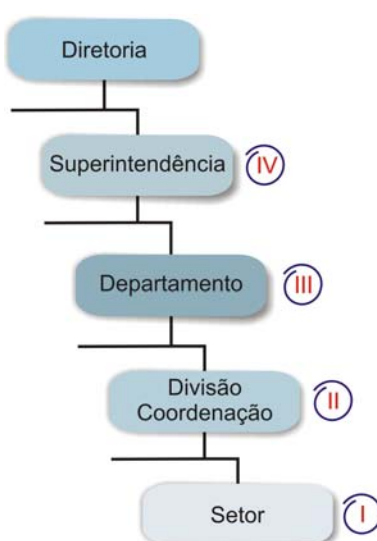 Diretoria
Superintendência IV
Departamento III
Divisão
Coordenação II
Setor I